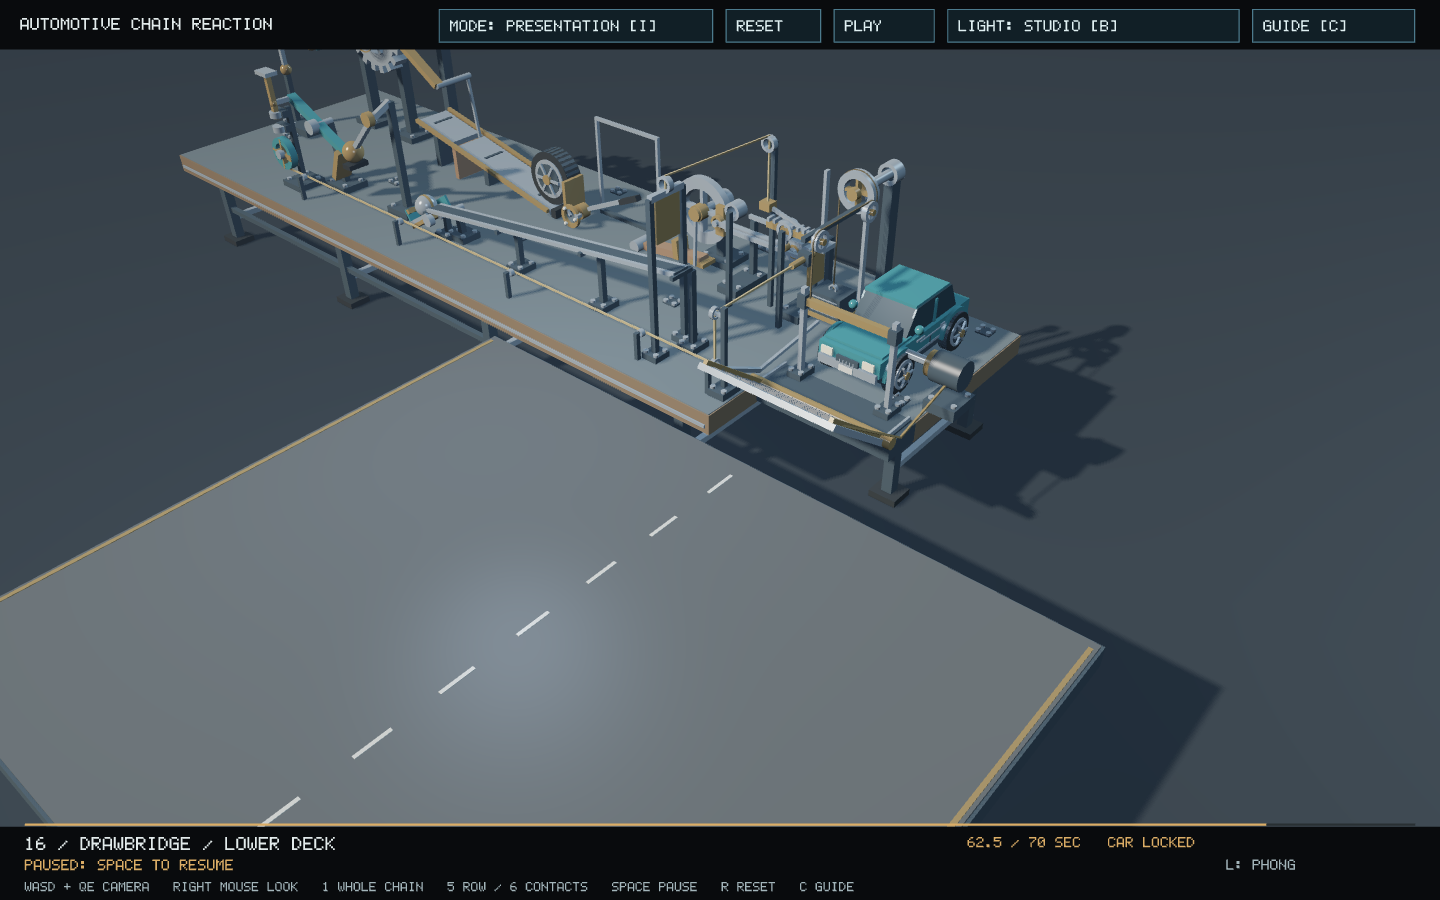 AUTOMOTIVE CHAIN REACTION
MODE: PRESENTATION [I]
RESET
PLAY
LIGHT: STUDIO [B]
GUIDE [C]
16 / DRAWBRIDGE / LOWER DECK
62.5 / 70 SEC CAR LOCKED
PAUSED: SPACE TO RESUME
L: PHONG
WASD + QE CAMERA RIGHT MOUSE LOOK 1 WHOLE CHAIN 5 ROW / 6 CONTACTS SPACE PAUSE R RESET C GUIDE